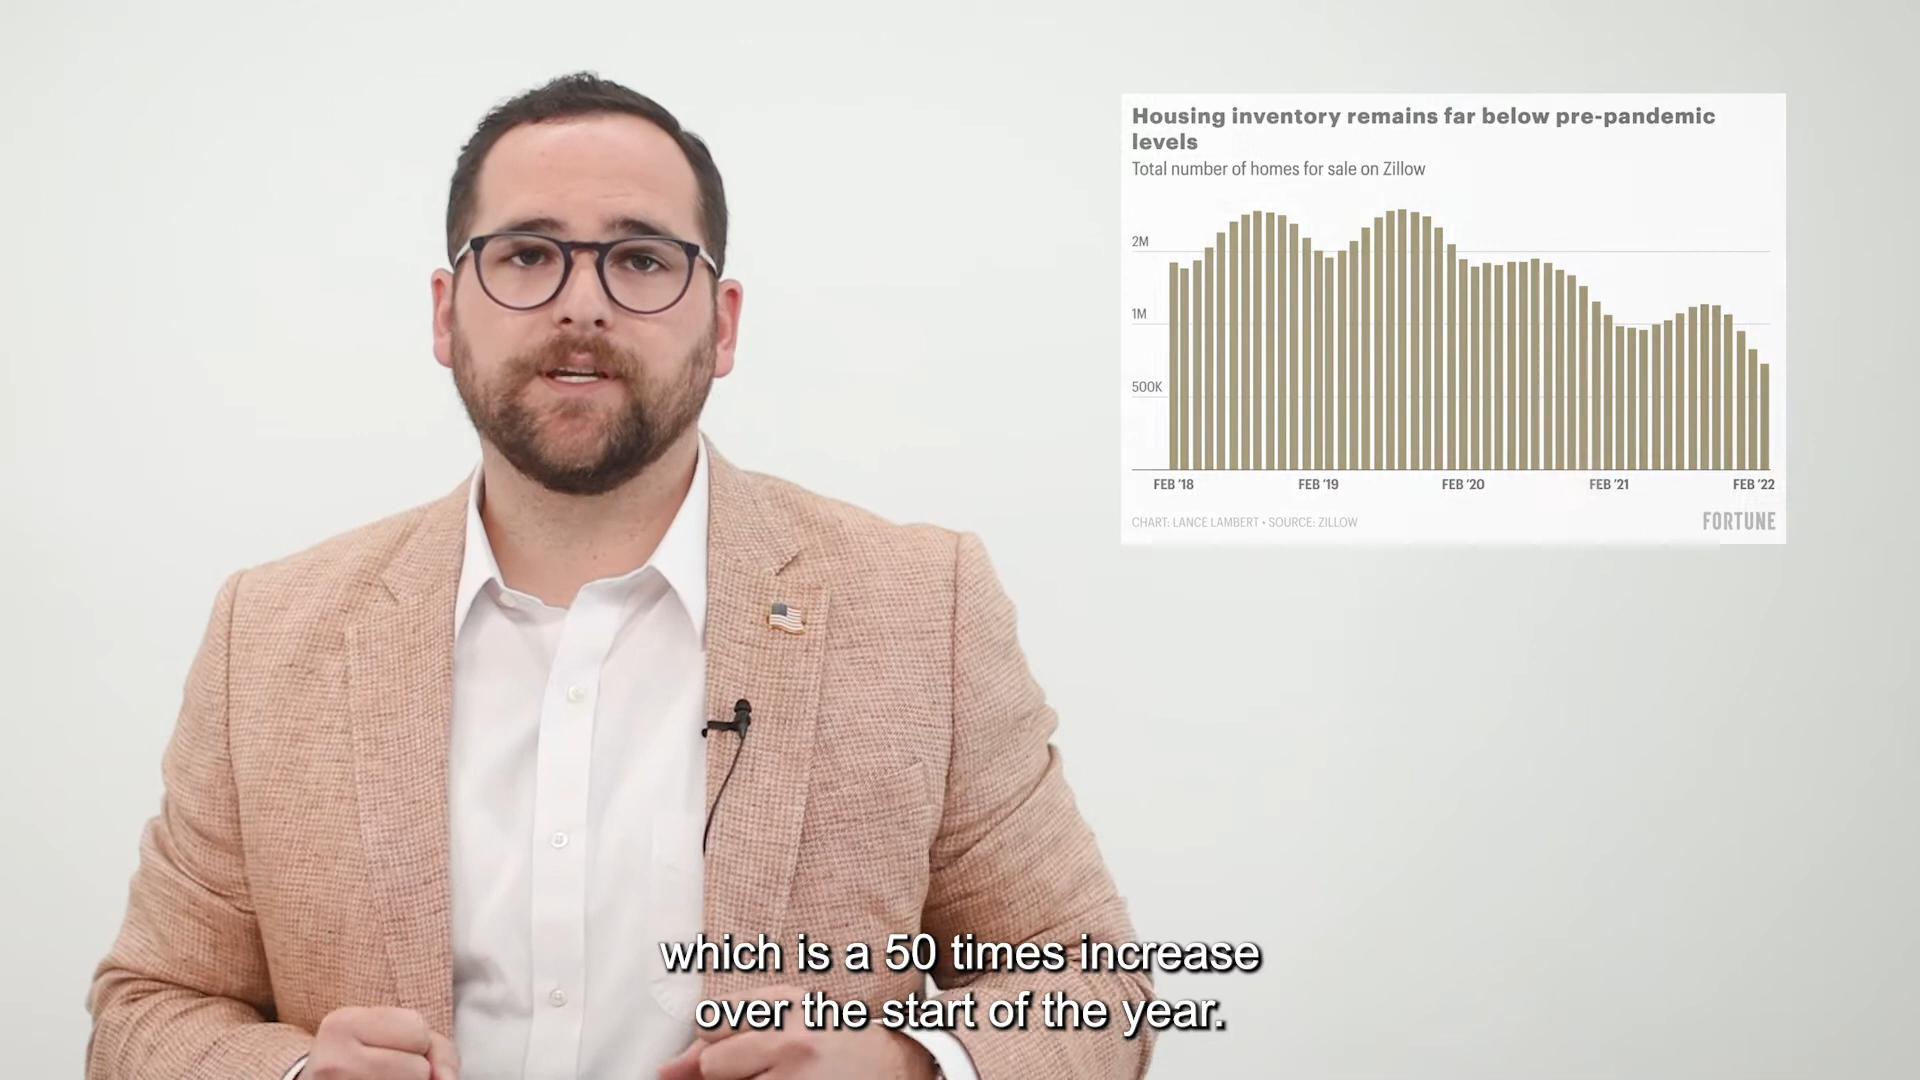 Housing inventory remains far below pre-pandemic
levels
Total number of homes for sale on Zillow
2M
1M
500K
FEB '18 FEB '19 FEB '20 FEB '21 FEB '22
CHART: LANCE LAMBERT • SOURCE: ZILLOW FORTUNE
which is a 50 times increase
over the start of the year.